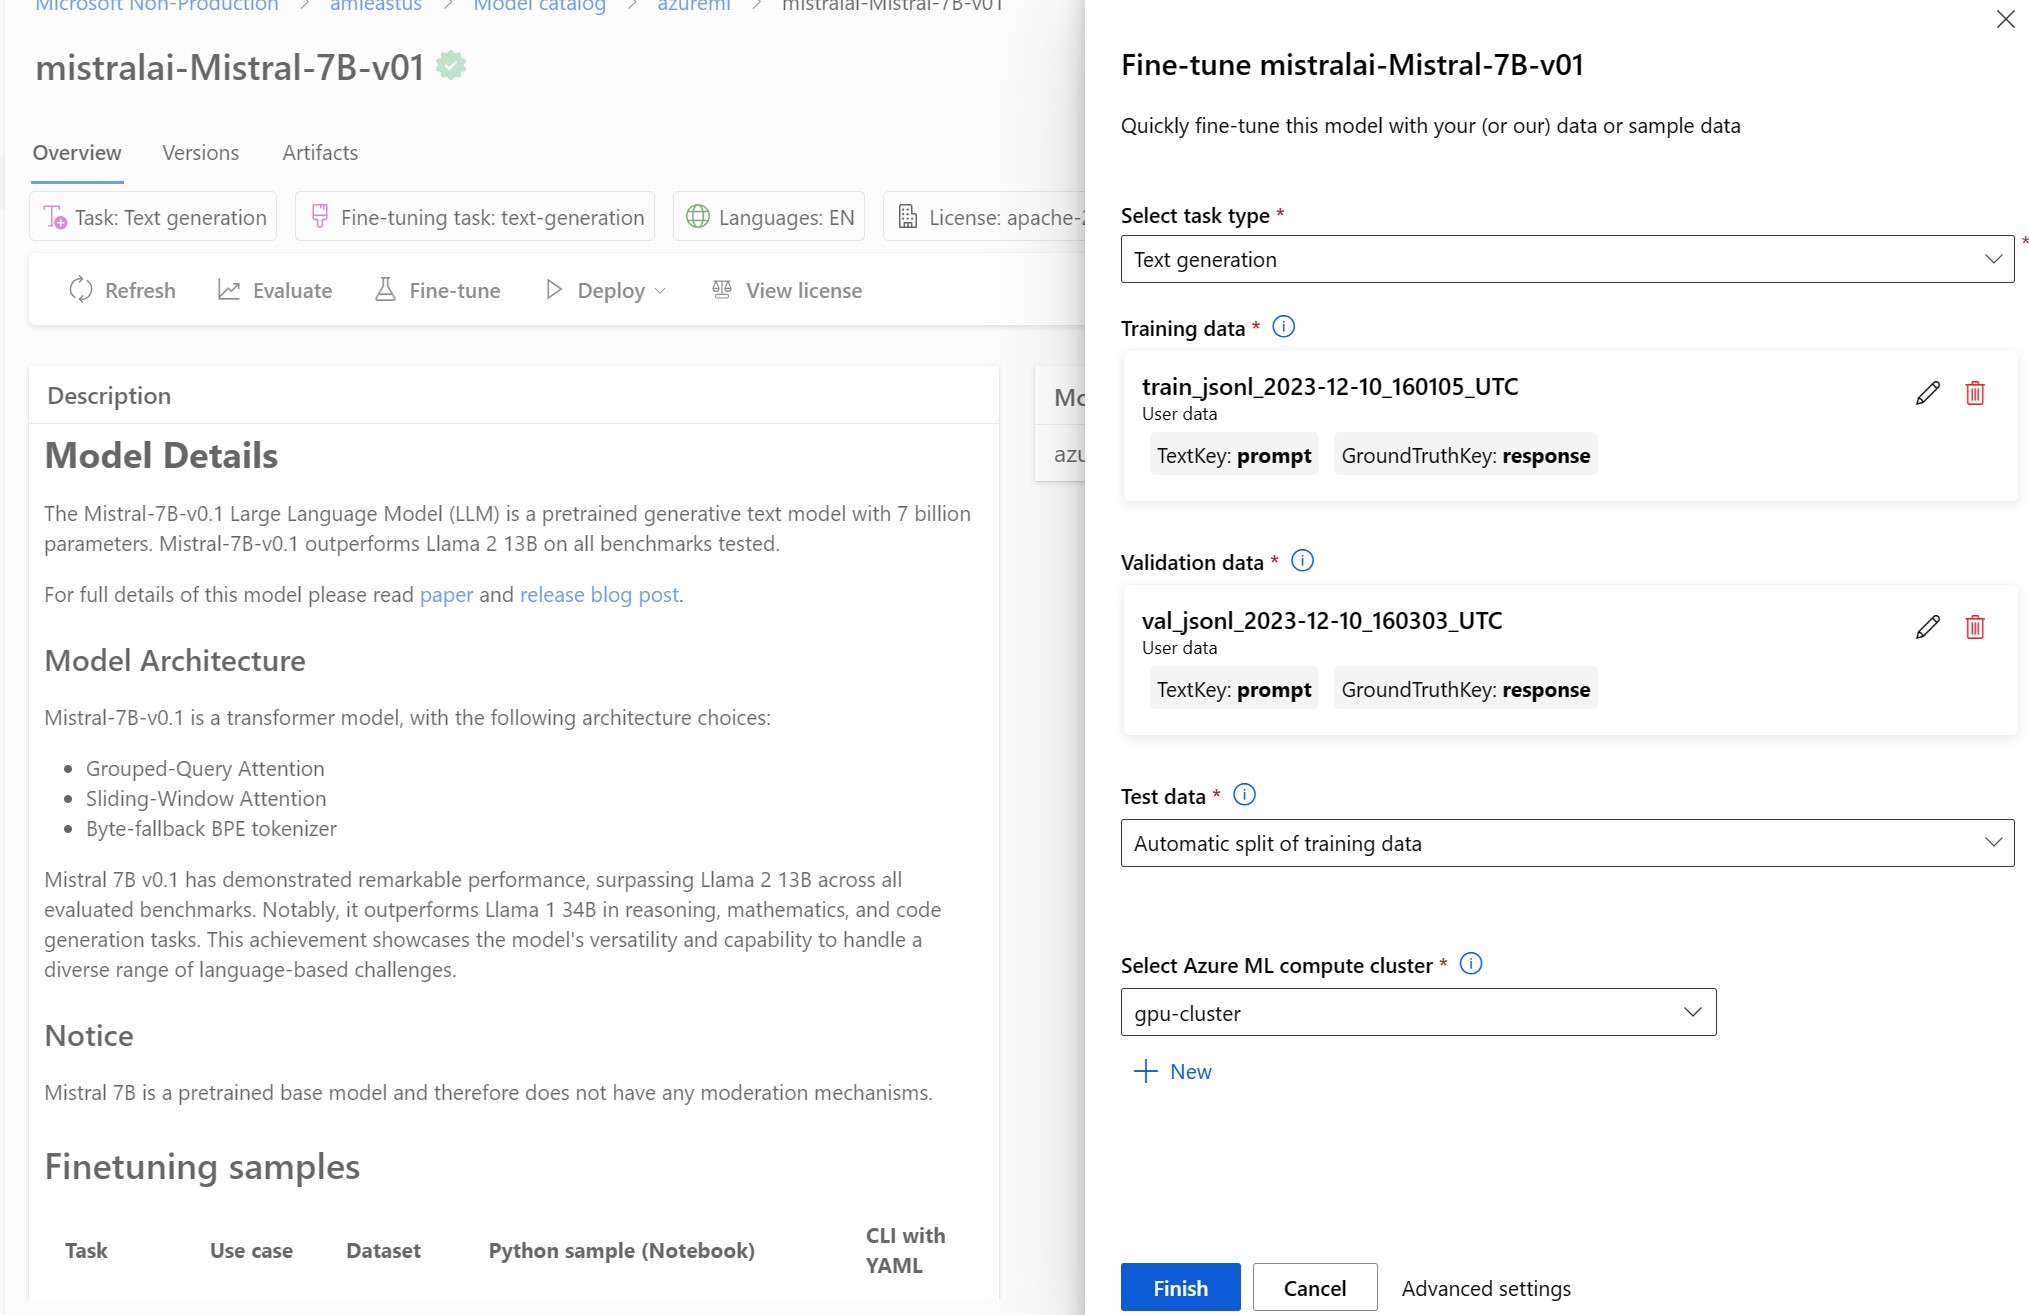 Microsoft Non-Production > amleastus > Model catalog > azureml > mistralai-Mistral-7B-v01
mistralai-Mistral-7B-v01
Overview Versions Artifacts
Task: Text generation Fine-tuning task: text-generation Languages: EN License: apache-2
Refresh Evaluate Fine-tune Deploy View license
Description
Mo
azu
Model Details
The Mistral-7B-v0.1 Large Language Model (LLM) is a pretrained generative text model with 7 billion
parameters. Mistral-7B-v0.1 outperforms Llama 2 13B on all benchmarks tested.
For full details of this model please read paper and release blog post.
Model Architecture
Mistral-7B-v0.1 is a transformer model, with the following architecture choices:
• Grouped-Query Attention
• Sliding-Window Attention
• Byte-fallback BPE tokenizer
Mistral 7B v0.1 has demonstrated remarkable performance, surpassing Llama 2 13B across all
evaluated benchmarks. Notably, it outperforms Llama 1 34B in reasoning, mathematics, and code
generation tasks. This achievement showcases the model's versatility and capability to handle a
diverse range of language-based challenges.
Notice
Mistral 7B is a pretrained base model and therefore does not have any moderation mechanisms.
Finetuning samples
Task Use case Dataset Python sample (Notebook) CLI with
YAML
Fine-tune mistralai-Mistral-7B-v01
Quickly fine-tune this model with your (or our) data or sample data
Select task type *
Text generation *
Training data *
train_jsonl_2023-12-10_160105_UTC
User data
TextKey: prompt GroundTruthKey: response
Validation data *
val_jsonl_2023-12-10_160303_UTC
User data
TextKey: prompt GroundTruthKey: response
Test data *
Automatic split of training data
Select Azure ML compute cluster *
gpu-cluster
+ New
Finish Cancel Advanced settings